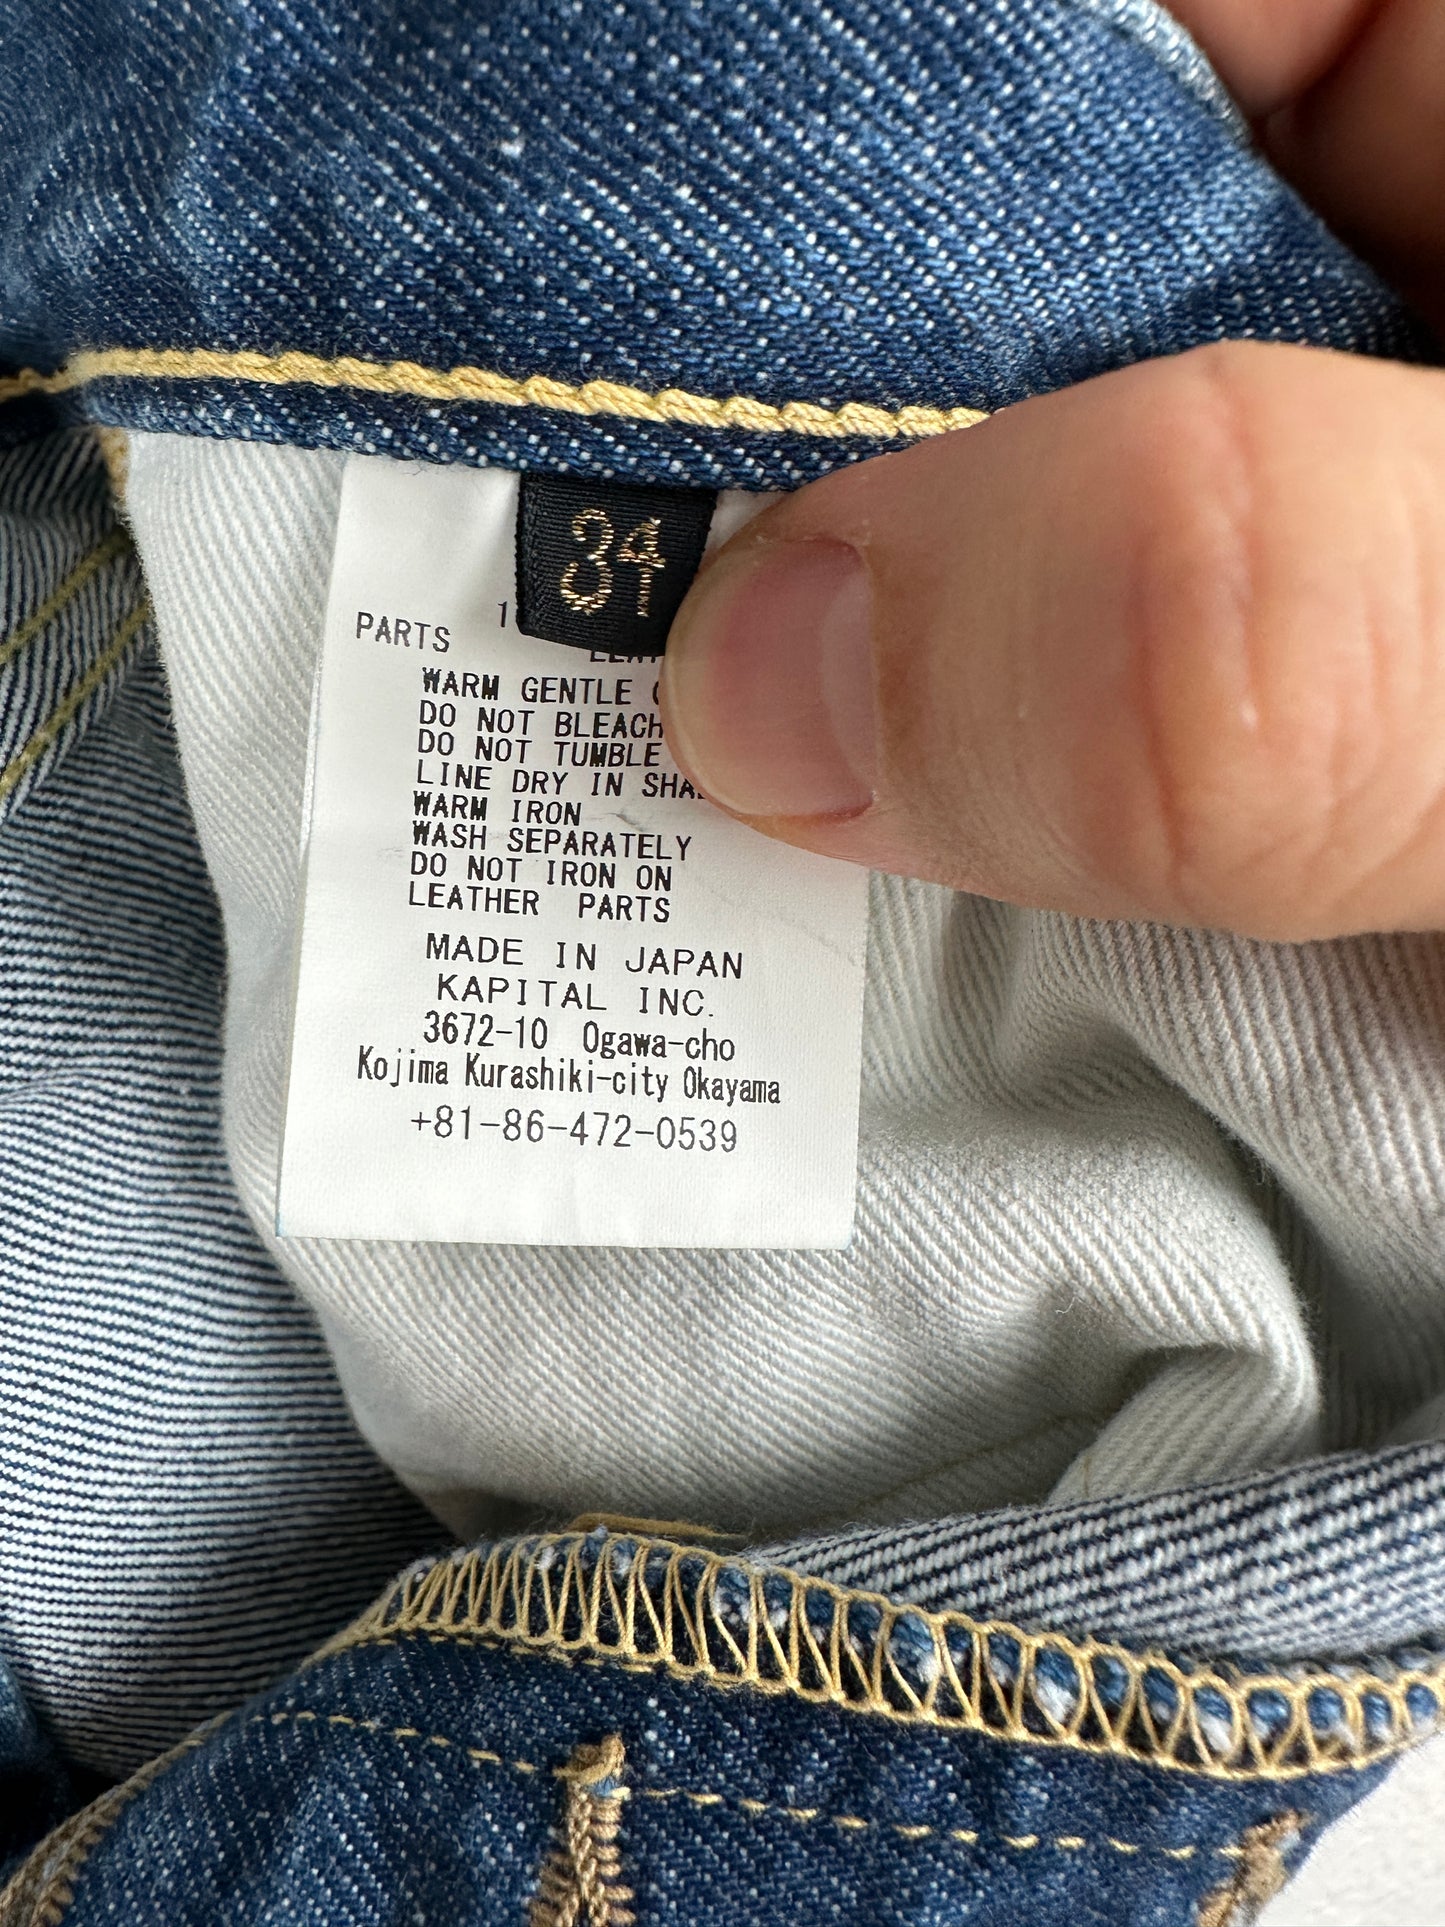 34
PARTS
WARM GENTLE
DO NOT BLEACH
DO NOT TUMBLE
LINE DRY IN
WARM IRON
WASH SEPARATELY
DO NOT IRON ON
LEATHER PARTS
MADE IN JAPAN
KAPITAL INC.
3672-10 Ogawa-cho
Kojima Kurashiki-city Okayama
+81-86-472-0539